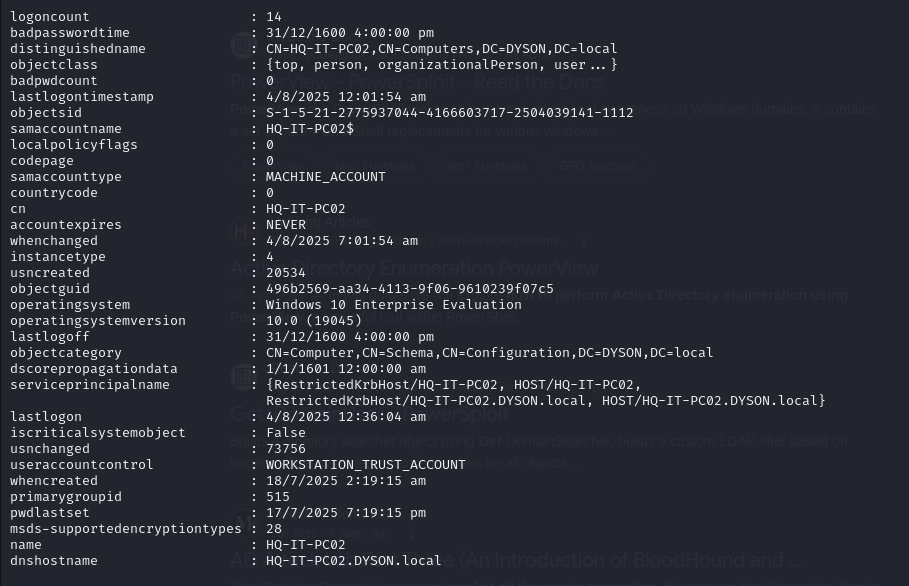 logoncount : 14
badpasswordtime : 31/12/1600 4:00:00 pm
distinguishedname : CN=HQ-IT-PC02,CN=Computers,DC=DYSON,DC=local
objectclass : {top, person, organizationalPerson, user...}
badpwdcount : 0
lastlogontimestamp : 4/8/2025 12:01:54 am
objectsid : S-1-5-21-2775937044-4166603717-2504039141-1112
samaccountname : HQ-IT-PC02$
localpolicyflags : 0
codepage : 0
samaccounttype : MACHINE_ACCOUNT
countrycode : 0
cn : HQ-IT-PC02
accountexpires : NEVER
whenchanged : 4/8/2025 7:01:54 am
instancetype : 4
usncreated : 20534
objectguid : 496b2569-aa34-4113-9f06-9610239f07c5
operatingsystem : Windows 10 Enterprise Evaluation
operatingsystemversion : 10.0 (19045)
lastlogoff : 31/12/1600 4:00:00 pm
objectcategory : CN=Computer,CN=Schema,CN=Configuration,DC=DYSON,DC=local
dscorepropagationdata : 1/1/1601 12:00:00 am
serviceprincipalname : {RestrictedKrbHost/HQ-IT-PC02, HOST/HQ-IT-PC02,
RestrictedKrbHost/HQ-IT-PC02.DYSON.local, HOST/HQ-IT-PC02.DYSON.local}
lastlogon : 4/8/2025 12:36:04 am
iscriticalsystemobject : False
usnchanged : 73756
useraccountcontrol : WORKSTATION_TRUST_ACCOUNT
whencreated : 18/7/2025 2:19:15 am
primarygroupid : 515
pwdlastset : 17/7/2025 7:19:15 pm
msds-supportedencryptiontypes : 28
name : HQ-IT-PC02
dnshostname : HQ-IT-PC02.DYSON.local